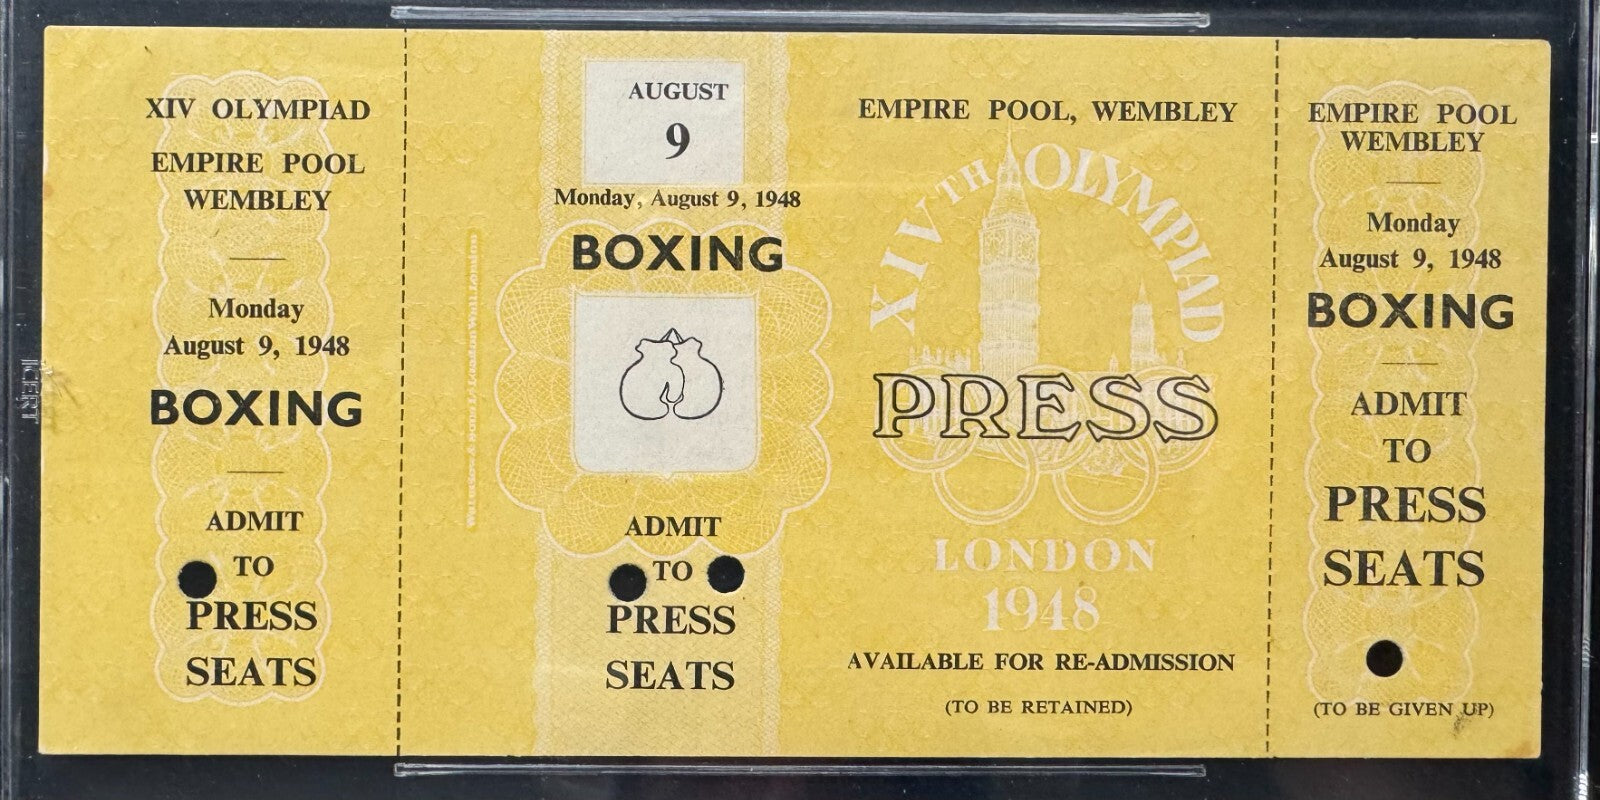 XIV OLYMPIAD
EMPIRE POOL
WEMBLEY
Monday
August 9, 1948
BOXING
ADMIT
TO
PRESS
SEATS
AUGUST
9
Monday, August 9, 1948
BOXING
ADMIT
TO
PRESS
SEATS
EMPIRE POOL, WEMBLEY
XIVTH OLYMPIAD
PRESS
LONDON
1948
AVAILABLE FOR RE-ADMISSION
(TO BE RETAINED)
EMPIRE POOL
WEMBLEY
Monday
August 9, 1948
BOXING
ADMIT
TO
PRESS
SEATS
(TO BE GIVEN UP)